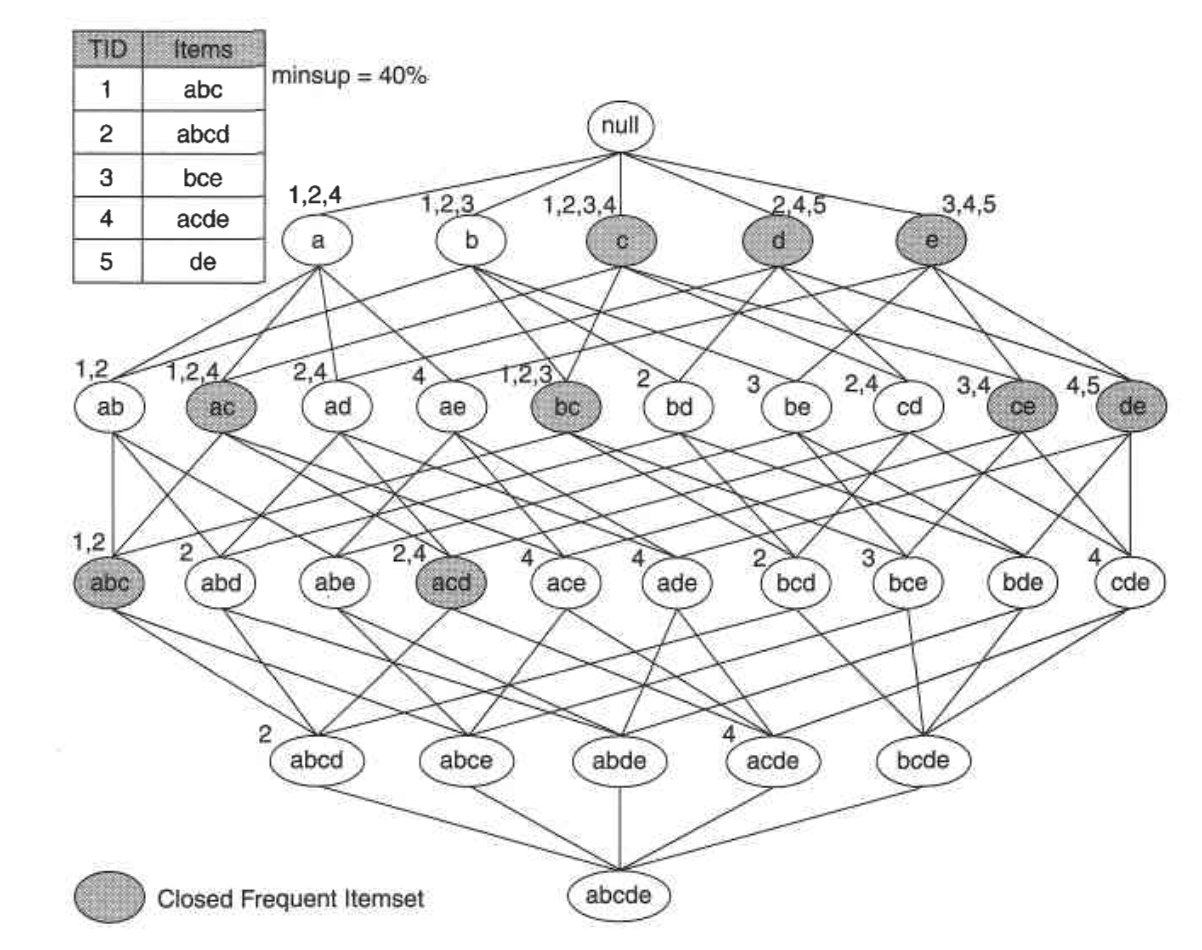 TID Items
1 abc
2 abcd
3 bce
4 acde
5 de
minsup = 40%
null
1,2,4 1,2,3 1,2,3,4 2,4,5 3,4,5
a b c d e
1,2 1,2,4 2,4 4 1,2,3 2 3 2,4 3,4 4,5
ab ac ad ae bc bd be cd ce de
1,2 2 2,4 4 4 2 3 4
abc abd abe acd ace ade bcd bce bde cde
2 4
abcd abce abde acde bcde
abcde
Closed Frequent Itemset